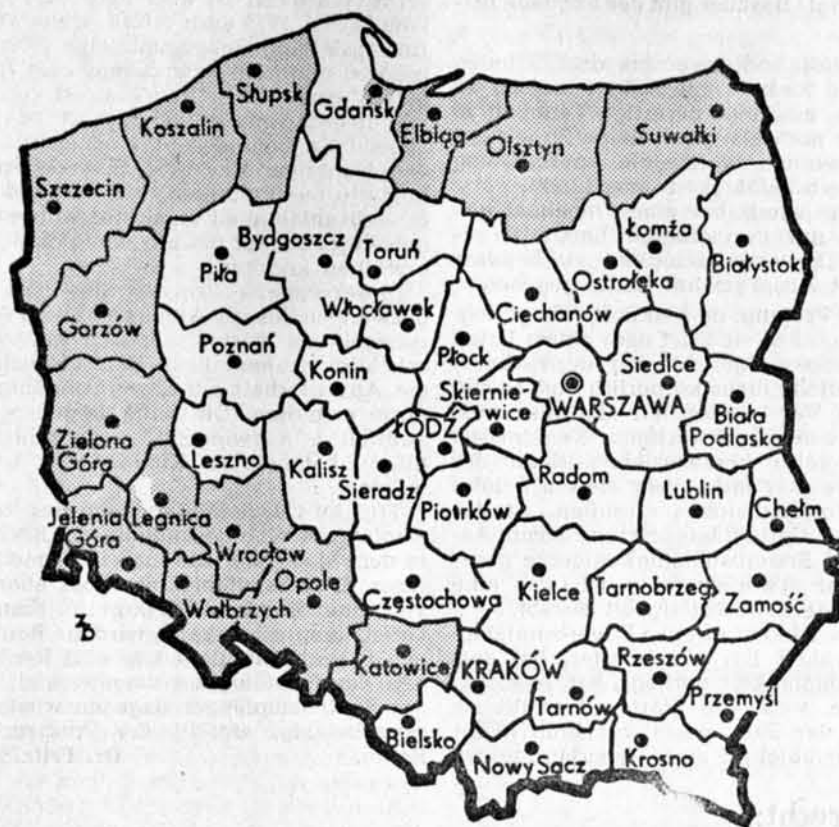 Słupsk
Gdańsk
Koszalin
Elbląg
Olsztyn
Suwałki
Szczecin
Łomża
Bydgoszcz
Toruń
Piła
Białystok
Ostrołęka
Włocławek
Ciechanów
Gorzów
Poznań
Płock
Konin
Siedlce
Skiernie-
wice
WARSZAWA
Biała
Podlaska
ŁÓDŹ
Zielona
Góra
Leszno
Kalisz
Sieradz
Radom
Piotrków
Lublin
Chełm
Jelenia
Góra
Legnica
Wrocław
Opole
Częstochowa
Kielce
Tarnobrzeg
Zamość
Wałbrzych
Katowice
KRAKÓW
Rzeszów
Tarnów
Przemyśl
Bielsko
Nowy Sącz
Krosno